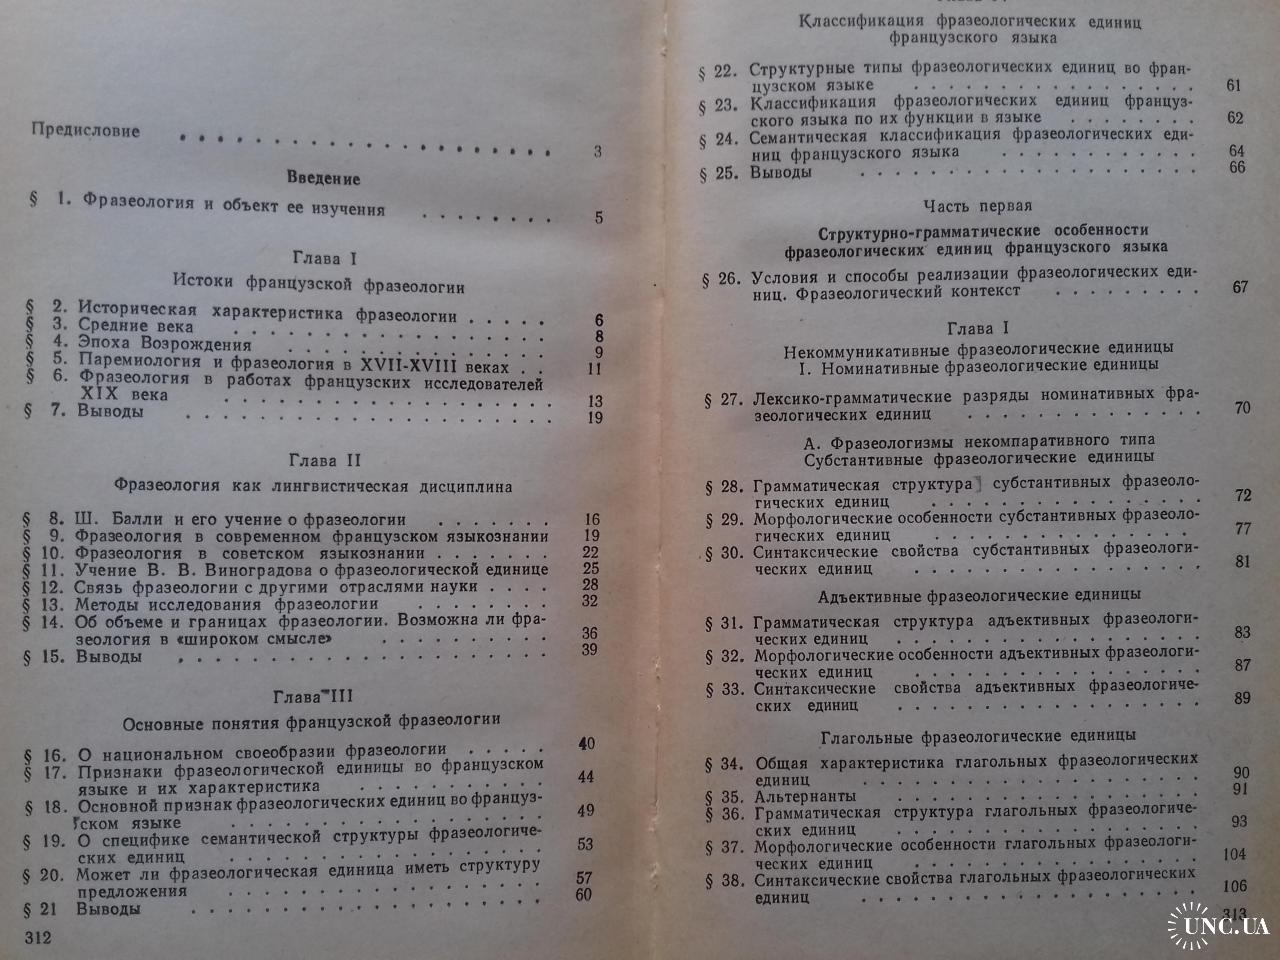 Предисловие . . . . . . . . . . . . . . . . . . . . 3
Введение
§ 1. Фразеология и объект ее изучения . . . . . . . . 5
Глава I
Истоки французской фразеологии
§ 2. Историческая характеристика фразеологии . . . . . 6
§ 3. Средние века . . . . . . . . . . . . . . . . 8
§ 4. Эпоха Возрождения . . . . . . . . . . . . . . 9
§ 5. Паремиология и фразеология в XVII-XVIII веках . . 11
§ 6. Фразеология в работах французских исследователей
XIX века . . . . . . . . . . . . . . . . . . 13
§ 7. Выводы . . . . . . . . . . . . . . . . . . . . 19
Глава II
Фразеология как лингвистическая дисциплина
§ 8. Ш. Балли и его учение о фразеологии . . . . . . . 16
§ 9. Фразеология в современном французском языкознании 19
§ 10. Фразеология в советском языкознании . . . . . . . 22
§ 11. Учение В. В. Виноградова о фразеологической единице 25
§ 12. Связь фразеологии с другими отраслями науки . . . . 28
§ 13. Методы исследования фразеологии . . . . . . . . 32
§ 14. Об объеме и границах фразеологии. Возможна ли фра-
зеология в «широком смысле» . . . . . . . . . . 36
§ 15. Выводы . . . . . . . . . . . . . . . . . . . . 39
Глава III
Основные понятия французской фразеологии
§ 16. О национальном своеобразии фразеологии . . . . . 40
§ 17. Признаки фразеологической единицы во французском
языке и их характеристика . . . . . . . . . . . 44
§ 18. Основной признак фразеологических единиц во француз-
ском языке . . . . . . . . . . . . . . . . . 49
§ 19. О специфике семантической структуры фразеологиче-
ских единиц . . . . . . . . . . . . . . . . . 53
§ 20. Может ли фразеологическая единица иметь структуру
предложения . . . . . . . . . . . . . . . . . 57
§ 21 Выводы . . . . . . . . . . . . . . . . . . . . 60
312
Классификация фразеологических единиц
французского языка
§ 22. Структурные типы фразеологических единиц во фран-
цузском языке . . . . . . . . . . . . . . . . 61
§ 23. Классификация фразеологических единиц француз-
ского языка по их функции в языке . . . . . . . . 62
§ 24. Семантическая классификация фразеологических еди-
ниц французского языка . . . . . . . . . . . . 64
§ 25. Выводы . . . . . . . . . . . . . . . . . . . . 66
Часть первая
Структурно-грамматические особенности
фразеологических единиц французского языка
§ 26. Условия и способы реализации фразеологических еди-
ниц. Фразеологический контекст . . . . . . . . . 67
Глава I
Некоммуникативные фразеологические единицы
I. Номинативные фразеологические единицы
§ 27. Лексико-грамматические разряды номинативных фра-
зеологических единиц . . . . . . . . . . . . . 70
А. Фразеологизмы некомпаративного типа
Субстантивные фразеологические единицы
§ 28. Грамматическая структура субстантивных фразеоло-
гических единиц . . . . . . . . . . . . . . . 72
§ 29. Морфологические особенности субстантивных фразеоло-
гических единиц . . . . . . . . . . . . . . . 77
§ 30. Синтаксические свойства субстантивных фразеологи-
ческих единиц . . . . . . . . . . . . . . . . 81
Адъективные фразеологические единицы
§ 31. Грамматическая структура адъективных фразеологи-
ческих единиц . . . . . . . . . . . . . . . . 83
§ 32. Морфологические особенности адъективных фразеологи-
ческих единиц . . . . . . . . . . . . . . . . 87
§ 33. Синтаксические свойства адъективных фразеологиче-
ских единиц . . . . . . . . . . . . . . . . . 89
Глагольные фразеологические единицы
§ 34. Общая характеристика глагольных фразеологических
единиц . . . . . . . . . . . . . . . . . . . 90
§ 35. Альтернанты . . . . . . . . . . . . . . . . . 91
§ 36. Грамматическая структура глагольных фразеологиче-
ских единиц . . . . . . . . . . . . . . . . . 93
§ 37. Морфологические особенности глагольных фразеологи-
ческих единиц . . . . . . . . . . . . . . . . 104
§ 38. Синтаксические свойства глагольных фразеологических
единиц . . . . . . . . . . . . . . . . . . . 106
313
UNC.UA